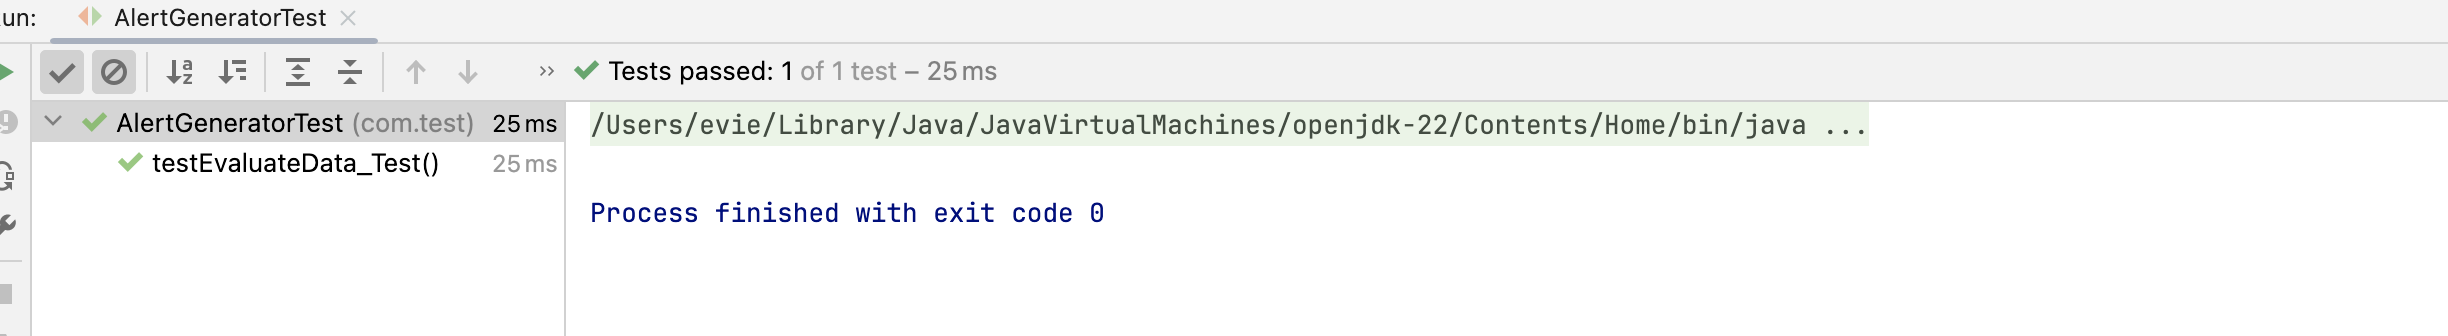 un:
AlertGeneratorTest
Tests passed: 1 of 1 test – 25 ms
AlertGeneratorTest (com.test) 25 ms
testEvaluateData_Test() 25 ms
/Users/evie/Library/Java/JavaVirtualMachines/openjdk-22/Contents/Home/bin/java ...
Process finished with exit code 0